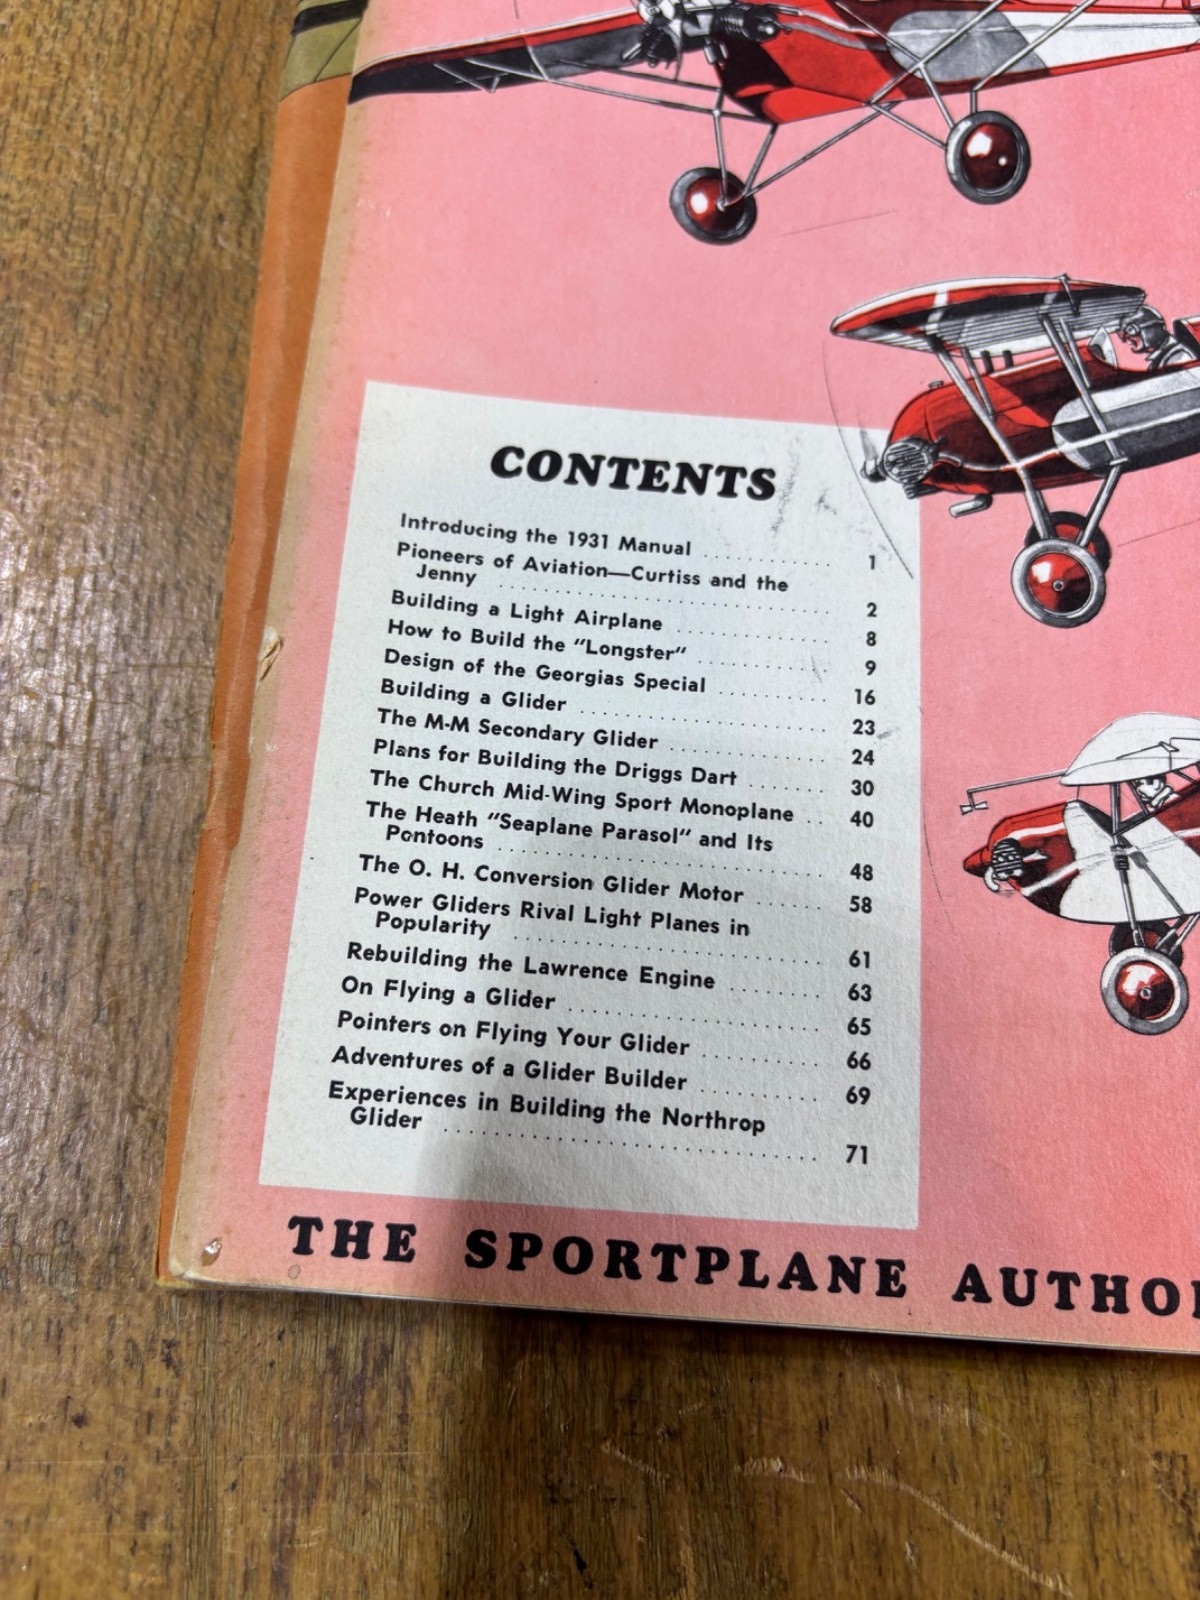 CONTENTS
Introducing the 1931 Manual .......... 1
Pioneers of Aviation—Curtiss and the
Jenny .......... 2
Building a Light Airplane .......... 8
How to Build the "Longster" .......... 9
Design of the Georgias Special .......... 16
Building a Glider .......... 23
The M-M Secondary Glider .......... 24
Plans for Building the Driggs Dart .......... 30
The Church Mid-Wing Sport Monoplane .. 40
The Heath "Seaplane Parasol" and Its
Pontoons .......... 48
The O. H. Conversion Glider Motor ...... 58
Power Gliders Rival Light Planes in
Popularity .......... 61
Rebuilding the Lawrence Engine ........ 63
On Flying a Glider .......... 65
Pointers on Flying Your Glider .......... 66
Adventures of a Glider Builder .......... 69
Experiences in Building the Northrop
Glider .......... 71
THE SPORTPLANE AUTHO